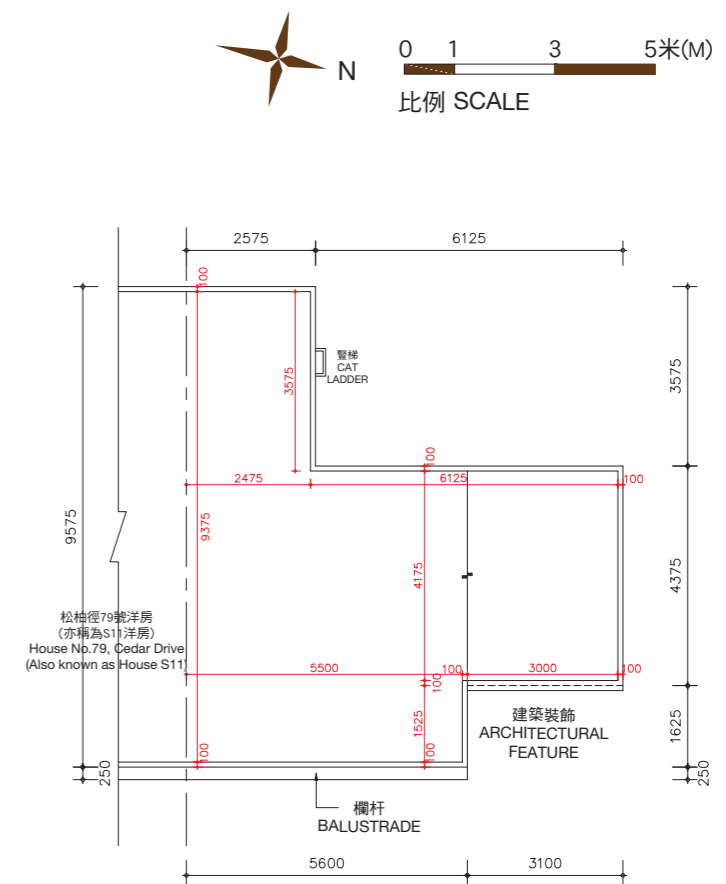 N
0 1 3 5米(M)
比例 SCALE
2575 6125
100
3575
豎梯
CAT
LADDER
3575
100
2475 6125 100
9575
9375
4175
4375
松柏徑79號洋房
(亦稱為S11洋房)
House No.79, Cedar Drive
(Also known as House S11)
5500 100 3000 100
100
1525
1625
建築裝飾
ARCHITECTURAL
FEATURE
100
100
250
250
欄杆
BALUSTRADE
5600 3100